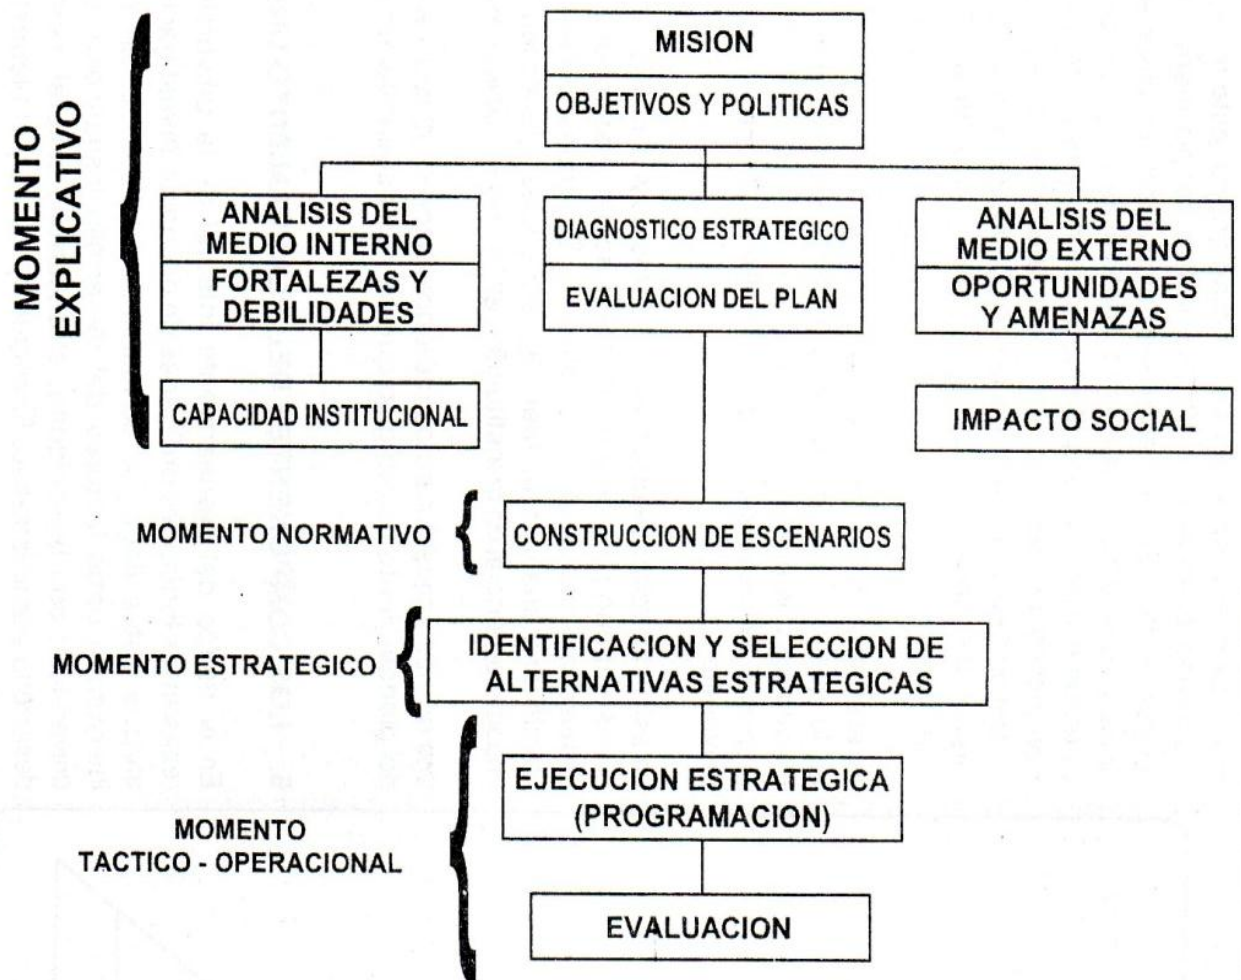 MISION
OBJETIVOS Y POLITICAS
MOMENTO
EXPLICATIVO
ANALISIS DEL
MEDIO INTERNO
FORTALEZAS Y
DEBILIDADES
CAPACIDAD INSTITUCIONAL
DIAGNOSTICO ESTRATEGICO
EVALUACION DEL PLAN
ANALISIS DEL
MEDIO EXTERNO
OPORTUNIDADES
Y AMENAZAS
IMPACTO SOCIAL
MOMENTO NORMATIVO
CONSTRUCCION DE ESCENARIOS
MOMENTO ESTRATEGICO
IDENTIFICACION Y SELECCION DE
ALTERNATIVAS ESTRATEGICAS
MOMENTO
TACTICO - OPERACIONAL
EJECUCION ESTRATEGICA
(PROGRAMACION)
EVALUACION